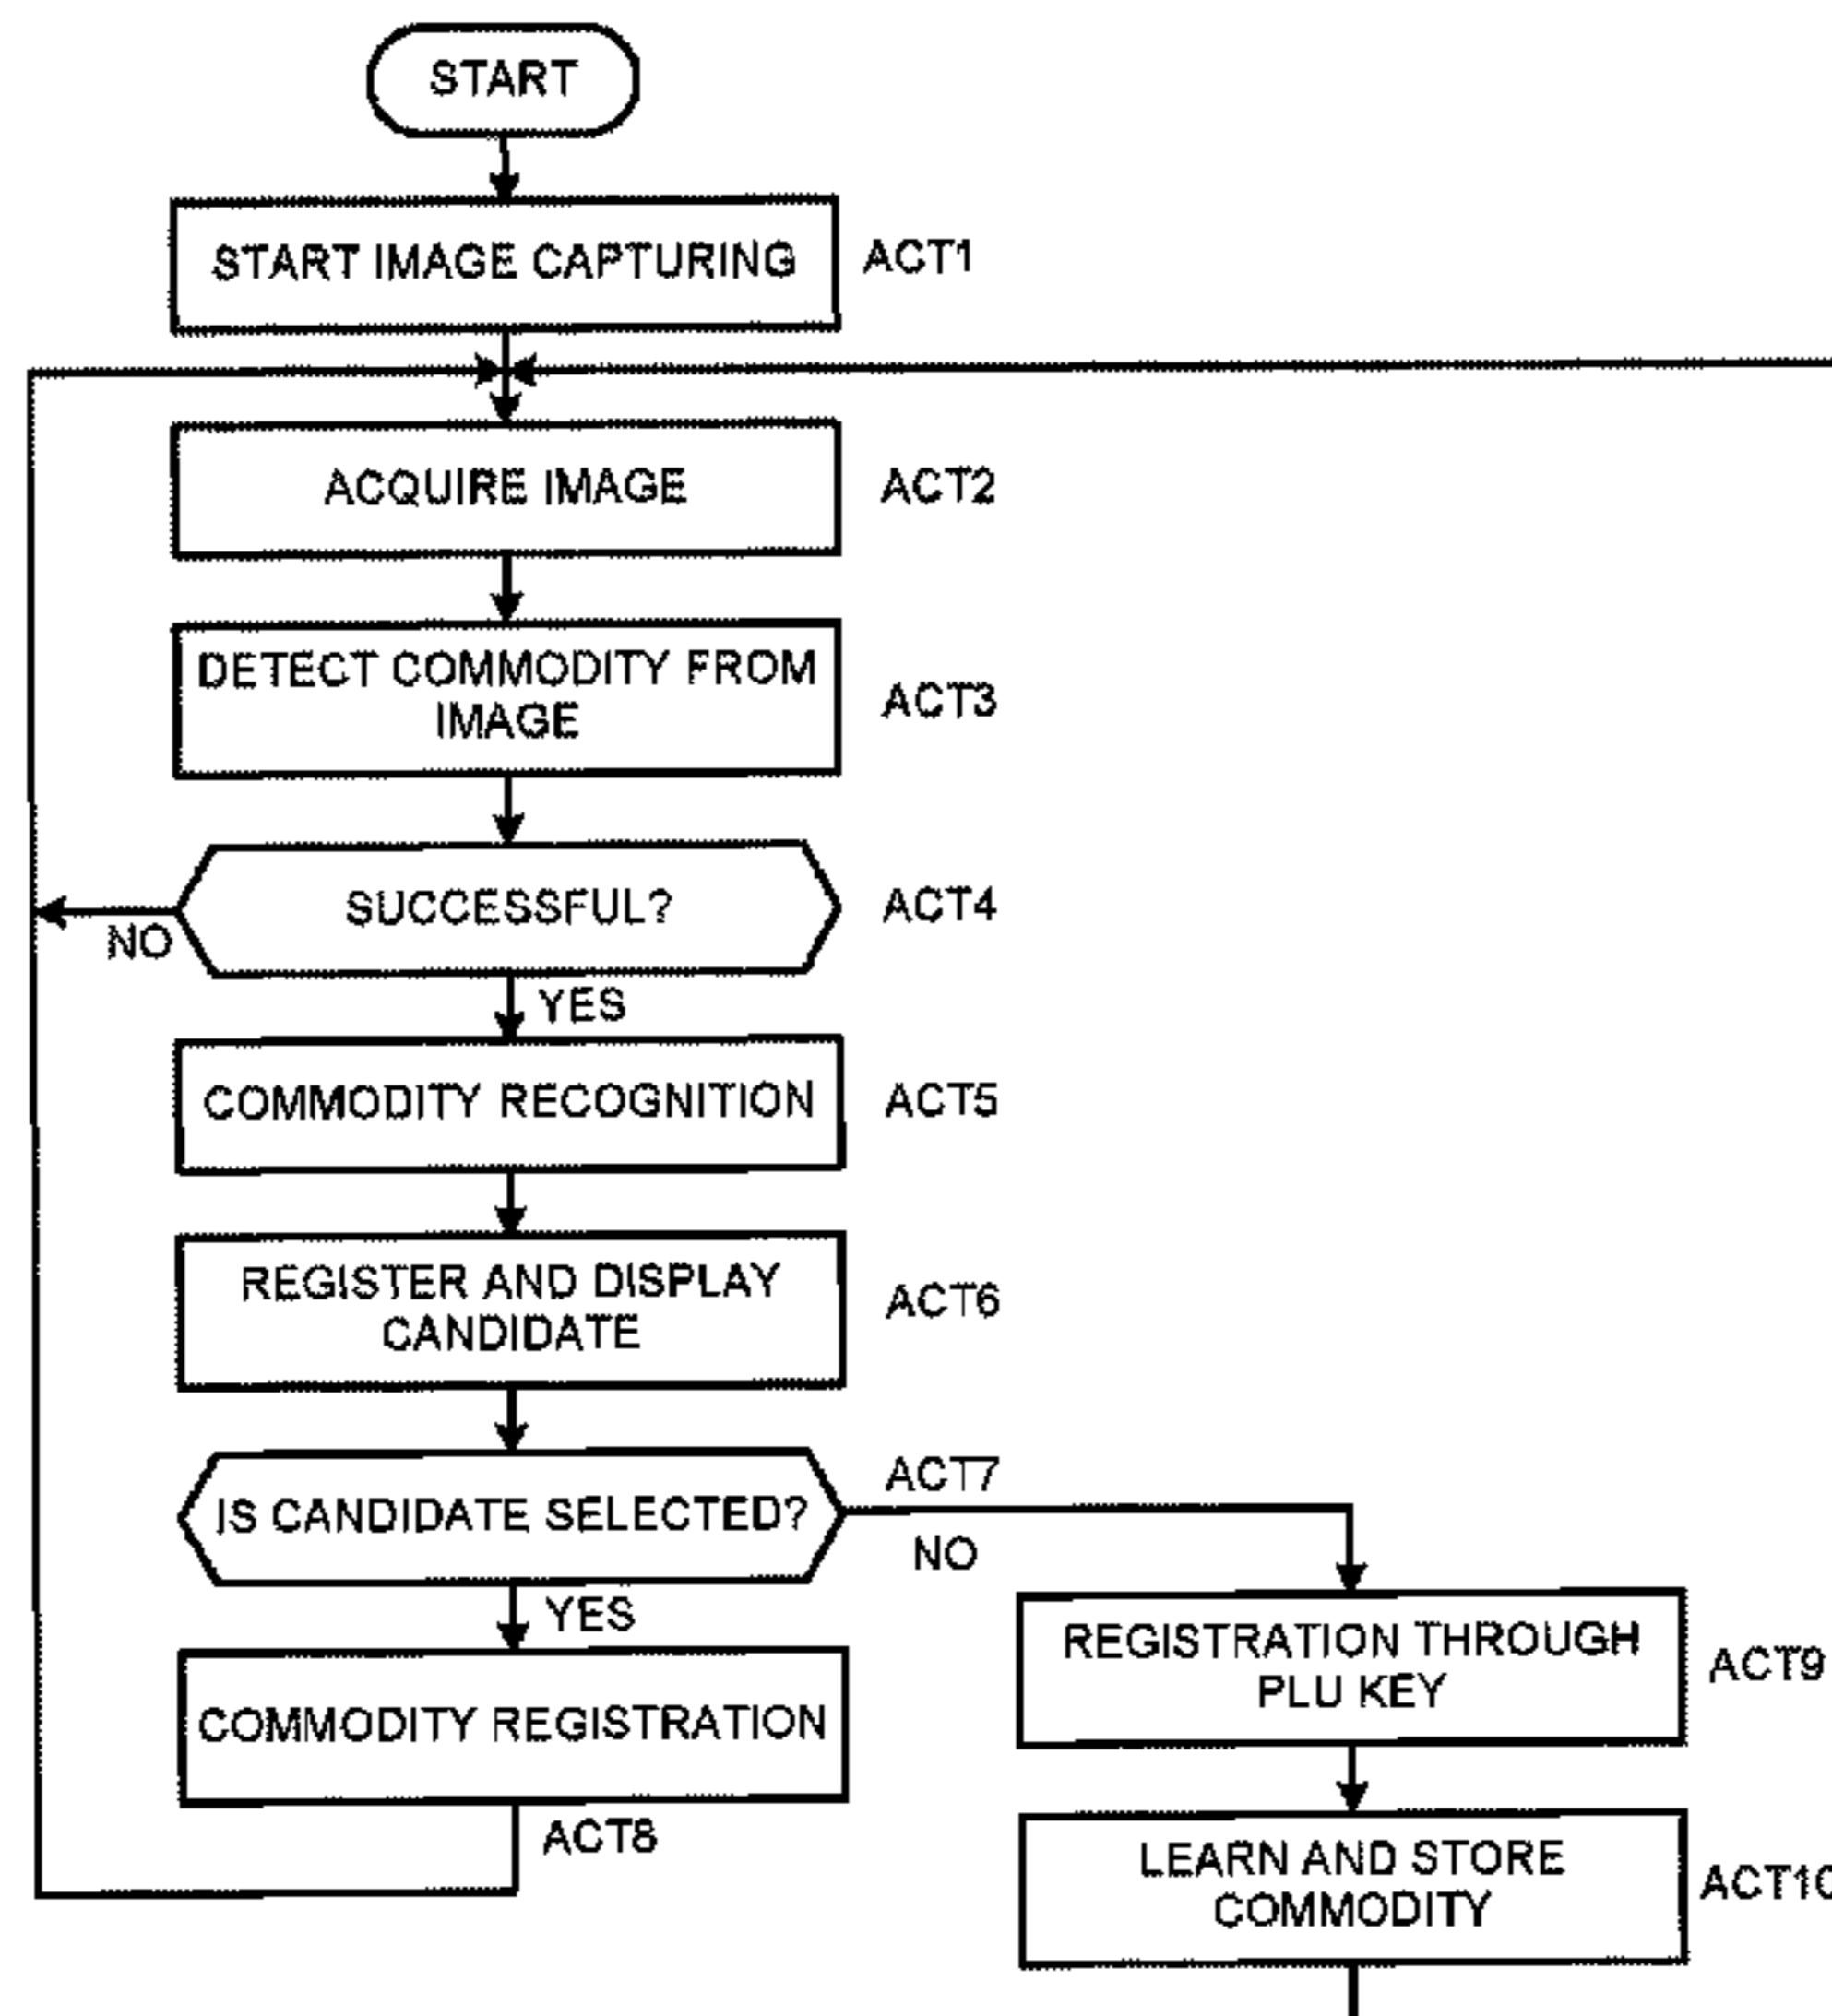 START
START IMAGE CAPTURING
ACT1
ACQUIRE IMAGE
ACT2
DETECT COMMODITY FROM
IMAGE
ACT3
SUCCESSFUL?
ACT4
NO
YES
COMMODITY RECOGNITION
ACT5
REGISTER AND DISPLAY
CANDIDATE
ACT6
IS CANDIDATE SELECTED?
ACT7
NO
YES
COMMODITY REGISTRATION
ACT8
REGISTRATION THROUGH
PLU KEY
ACT9
LEARN AND STORE
COMMODITY
ACT10